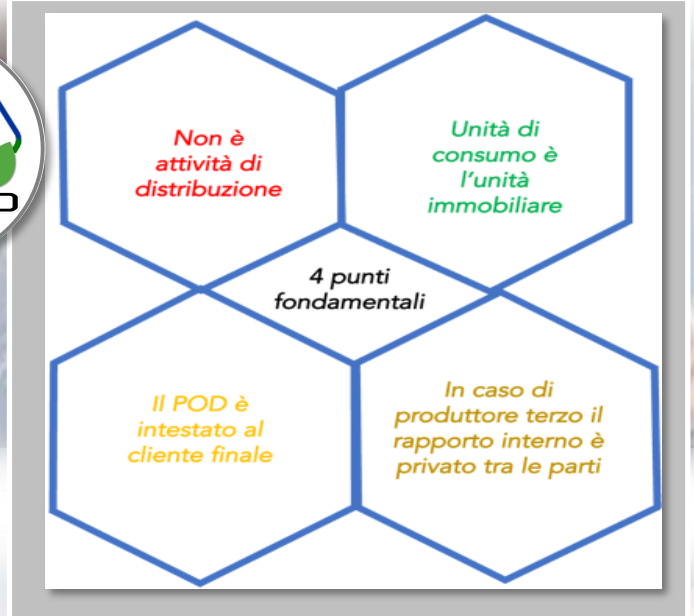 Non è
attività di
distribuzione
Unità di
consumo è
l'unità
immobiliare
4 punti
fondamentali
Il POD è
intestato al
cliente finale
In caso di
produttore terzo il
rapporto interno è
privato tra le parti